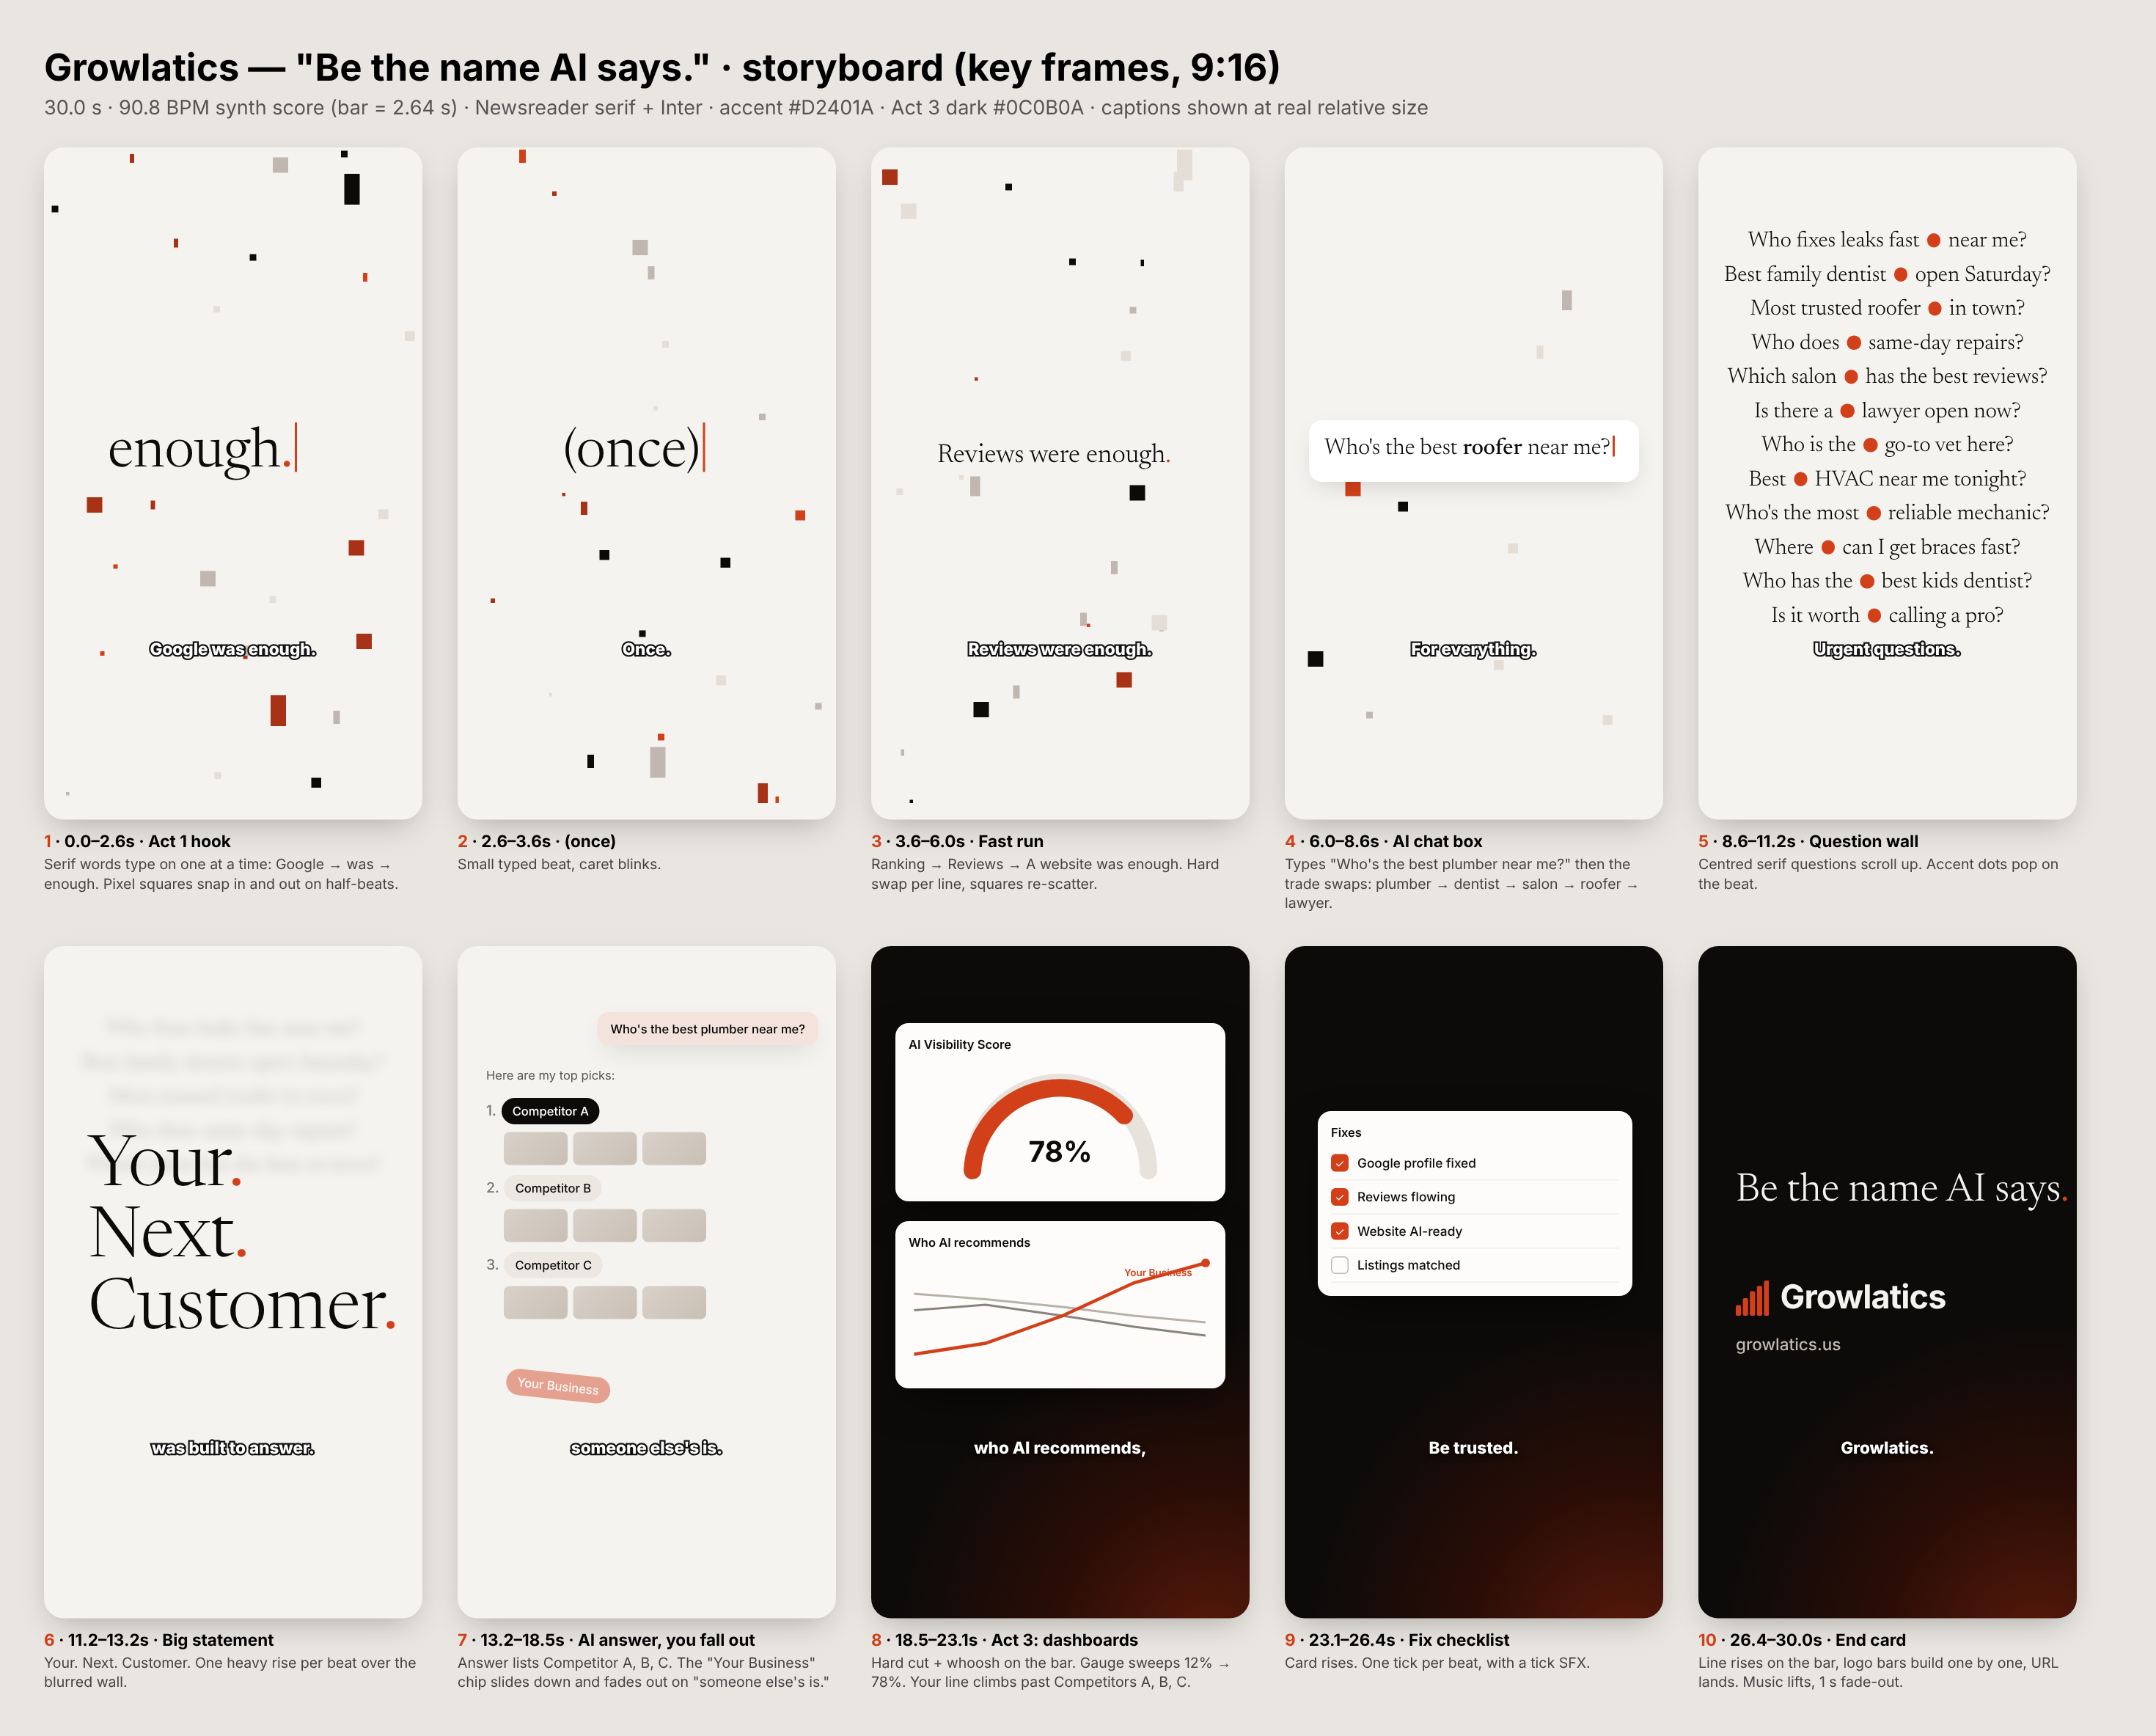 Growlatics — "Be the name AI says." · storyboard (key frames, 9:16)
30.0 s · 90.8 BPM synth score (bar = 2.64 s) · Newsreader serif + Inter · accent #D2401A · Act 3 dark #0C0B0A · captions shown at real relative size
enough.
Google was enough.
1 · 0.0–2.6s · Act 1 hook
Serif words type on one at a time: Google → was →
enough. Pixel squares snap in and out on half-beats.
(once)
Once.
2 · 2.6–3.6s · (once)
Small typed beat, caret blinks.
Reviews were enough.
Reviews were enough.
3 · 3.6–6.0s · Fast run
Ranking → Reviews → A website was enough. Hard
swap per line, squares re-scatter.
Who's the best roofer near me?
For everything.
4 · 6.0–8.6s · AI chat box
Types "Who's the best plumber near me?" then the
trade swaps: plumber → dentist → salon → roofer →
lawyer.
Who fixes leaks fast near me?
Best family dentist open Saturday?
Most trusted roofer in town?
Who does same-day repairs?
Which salon has the best reviews?
Is there a lawyer open now?
Who is the go-to vet here?
Best HVAC near me tonight?
Who's the most reliable mechanic?
Where can I get braces fast?
Who has the best kids dentist?
Is it worth calling a pro?
Urgent questions.
5 · 8.6–11.2s · Question wall
Centred serif questions scroll up. Accent dots pop on
the beat.
Your.
Next.
Customer.
was built to answer.
6 · 11.2–13.2s · Big statement
Your. Next. Customer. One heavy rise per beat over the
blurred wall.
Who's the best plumber near me?
Here are my top picks:
1. Competitor A
2. Competitor B
3. Competitor C
Your Business
someone else's is.
7 · 13.2–18.5s · AI answer, you fall out
Answer lists Competitor A, B, C. The "Your Business"
chip slides down and fades out on "someone else's is."
AI Visibility Score
78%
Who AI recommends
Your Business
who AI recommends,
8 · 18.5–23.1s · Act 3: dashboards
Hard cut + whoosh on the bar. Gauge sweeps 12% →
78%. Your line climbs past Competitors A, B, C.
Fixes
Google profile fixed
Reviews flowing
Website AI-ready
Listings matched
Be trusted.
9 · 23.1–26.4s · Fix checklist
Card rises. One tick per beat, with a tick SFX.
Be the name AI says.
Growlatics
growlatics.us
Growlatics.
10 · 26.4–30.0s · End card
Line rises on the bar, logo bars build one by one, URL
lands. Music lifts, 1 s fade-out.